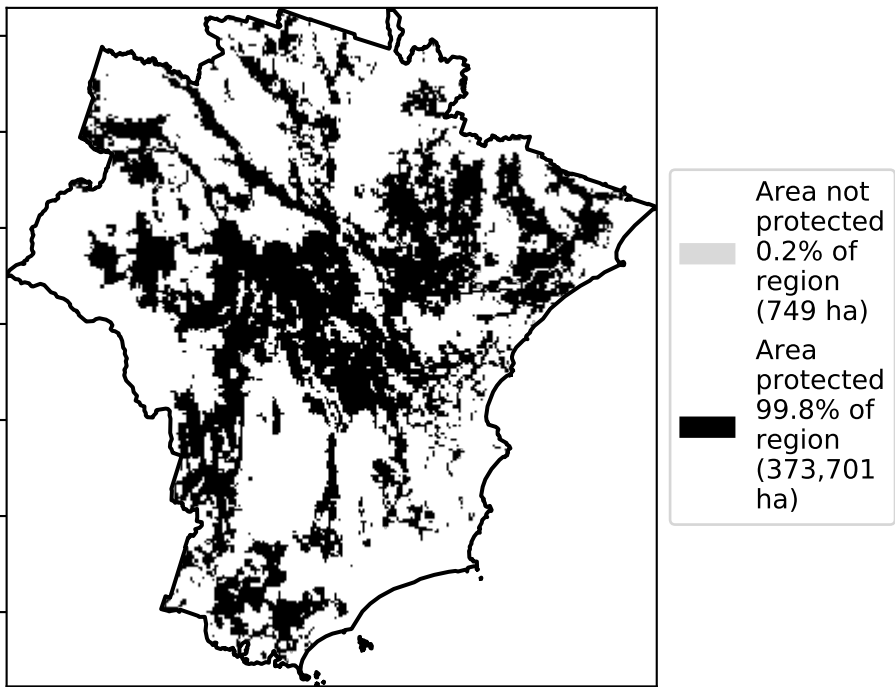 Area not
protected
0.2% of
region
(749 ha)
Area
protected
99.8% of
region
(373,701
ha)